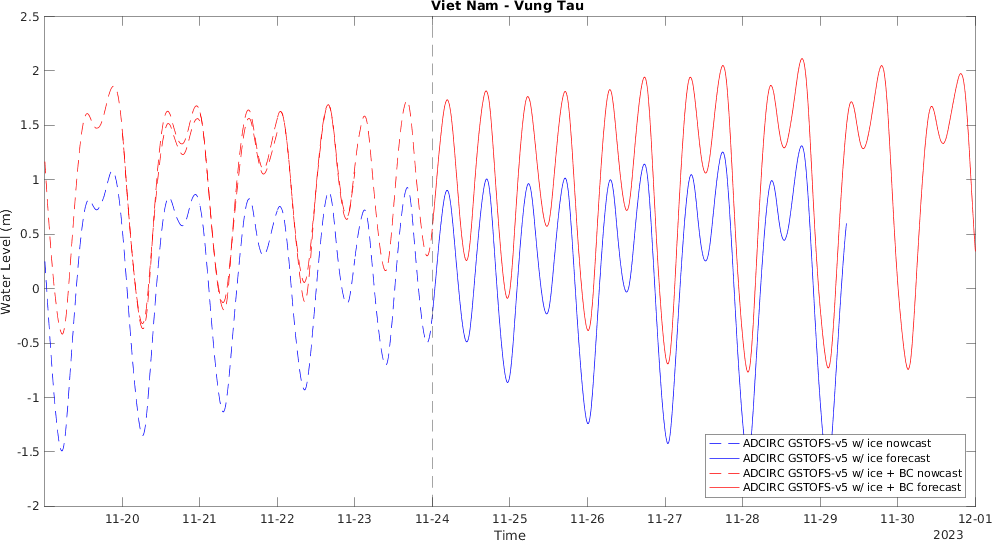 Viet Nam - Vung Tau
Water Level (m)
2.5
2
1.5
1
0.5
0
-0.5
-1
-1.5
-2
ADCIRC GSTOFS-v5 w/ ice nowcast
ADCIRC GSTOFS-v5 w/ ice forecast
ADCIRC GSTOFS-v5 w/ ice + BC nowcast
ADCIRC GSTOFS-v5 w/ ice + BC forecast
11-20 11-21 11-22 11-23 11-24 11-25 11-26 11-27 11-28 11-29 11-30 12-01
Time
2023